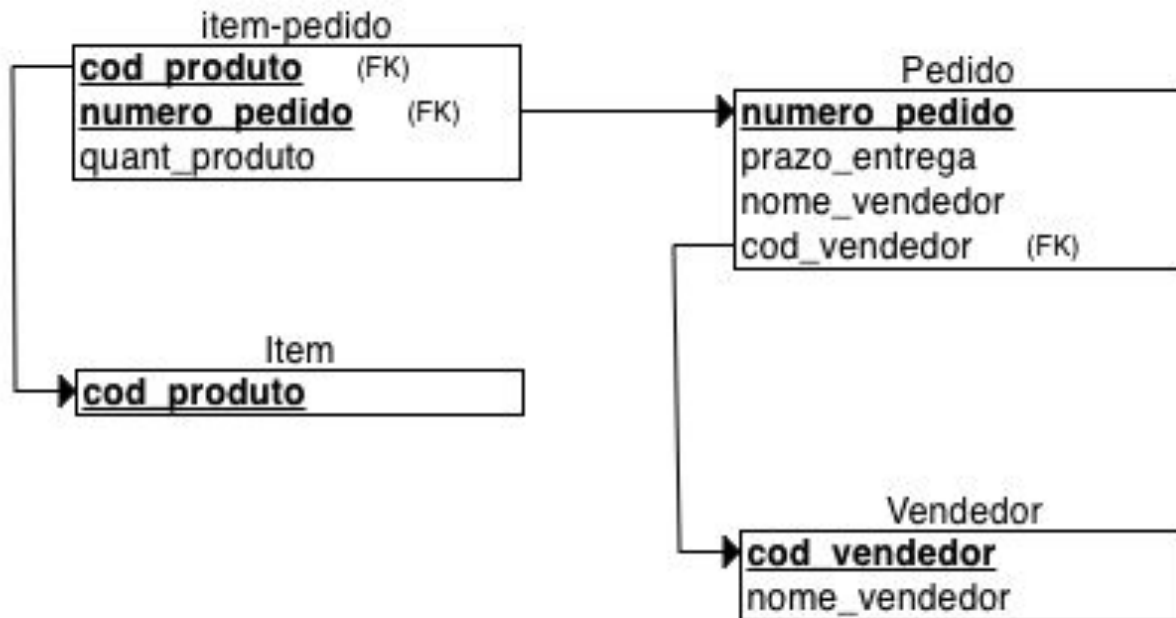 item-pedido
cod_produto (FK)
numero_pedido (FK)
quant_produto
Pedido
numero_pedido
prazo_entrega
nome_vendedor
cod_vendedor (FK)
Item
cod_produto
Vendedor
cod_vendedor
nome_vendedor